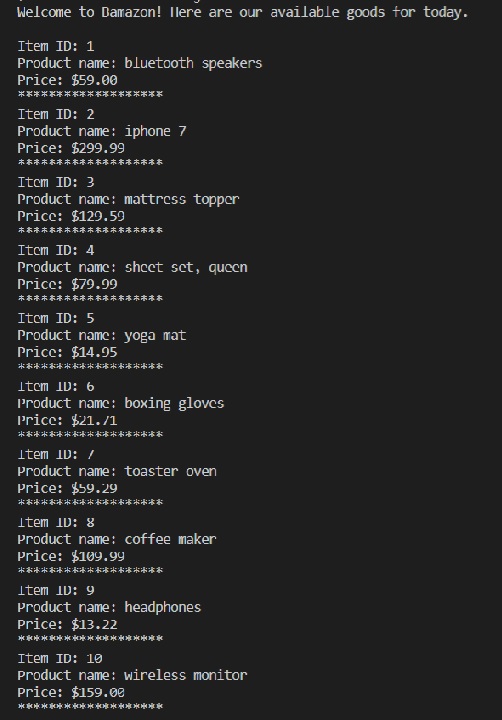 Welcome to Bamazon! Here are our available goods for today.
Item ID: 1
Product name: bluetooth speakers
Price: $59.00
*******************
Item ID: 2
Product name: iphone 7
Price: $299.99
*******************
Item ID: 3
Product name: mattress topper
Price: $129.59
*******************
Item ID: 4
Product name: sheet set, queen
Price: $79.99
*******************
Item ID: 5
Product name: yoga mat
Price: $14.95
*******************
Item ID: 6
Product name: boxing gloves
Price: $21.71
*******************
Item ID: 7
Product name: toaster oven
Price: $59.29
*******************
Item ID: 8
Product name: coffee maker
Price: $109.99
*******************
Item ID: 9
Product name: headphones
Price: $13.22
*******************
Item ID: 10
Product name: wireless monitor
Price: $159.00
*******************